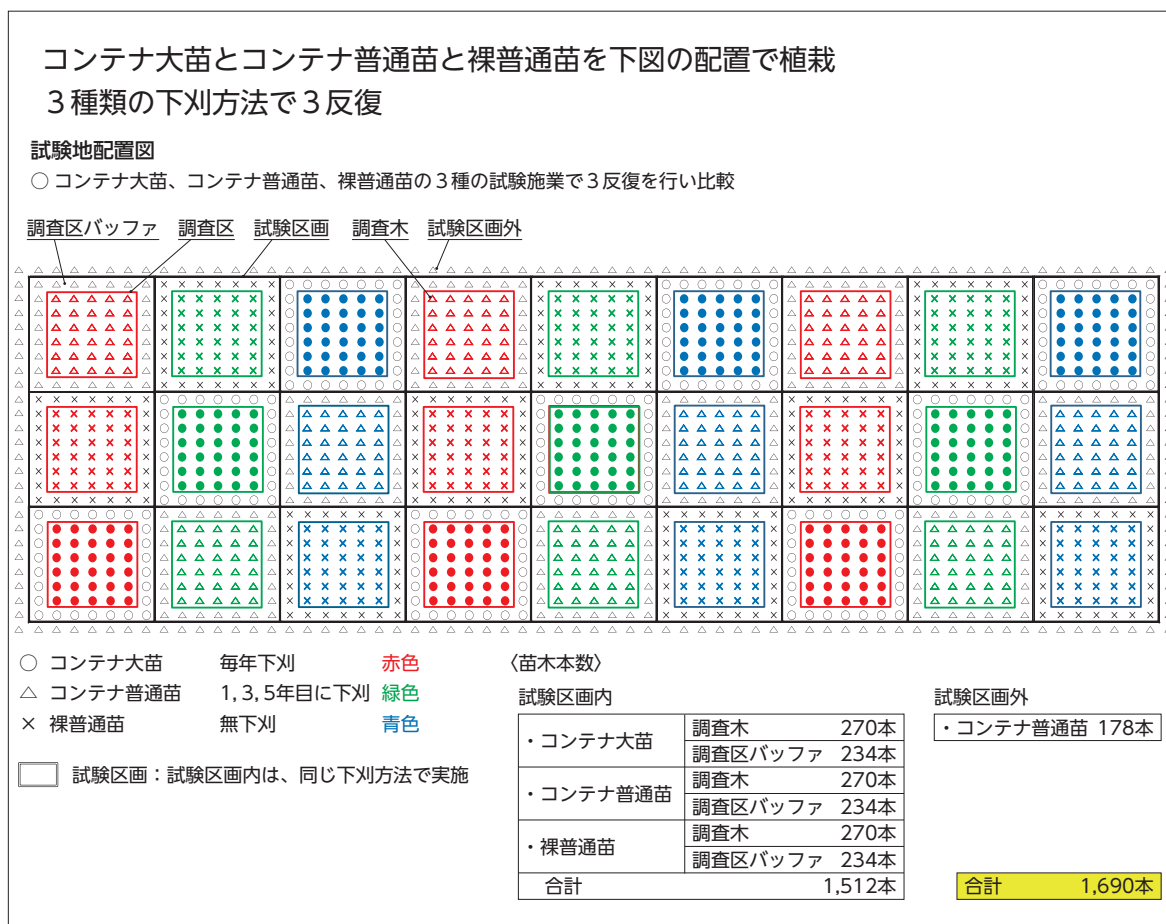 コンテナ大苗とコンテナ普通苗と裸普通苗を下図の配置で植栽
３種類の下刈方法で３反復
試験地配置図
○ コンテナ大苗、コンテナ普通苗、裸普通苗の３種の試験施業で３反復を行い比較
調査区バッファ 調査区 試験区画 調査木 試験区画外
○ コンテナ大苗 毎年下刈 赤色
△ コンテナ普通苗 1, 3, 5年目に下刈 緑色
× 裸普通苗 無下刈 青色
試験区画：試験区画内は、同じ下刈方法で実施
〈苗木本数〉
試験区画内
・コンテナ大苗 調査木 270本
調査区バッファ 234本
・コンテナ普通苗 調査木 270本
調査区バッファ 234本
・裸普通苗 調査木 270本
調査区バッファ 234本
合計 1,512本
試験区画外
・コンテナ普通苗 178本
合計 1,690本